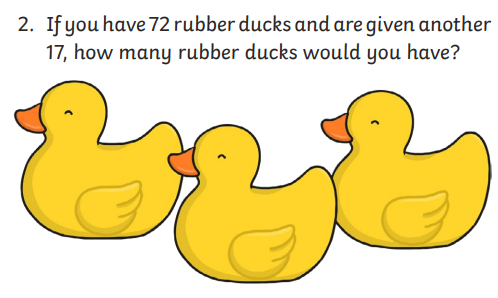 2. If you have 72 rubber ducks and are given another
17, how many rubber ducks would you have?